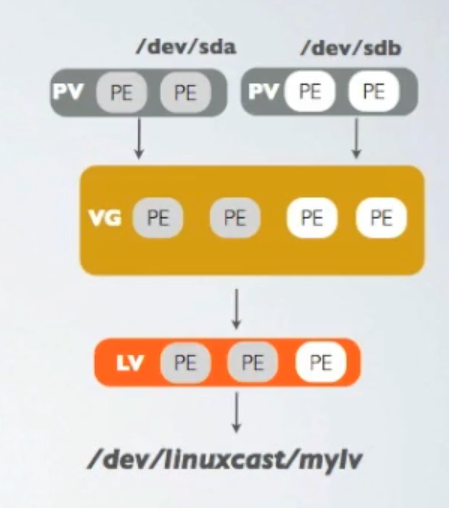 /dev/sda /dev/sdb
PV PE PE PV PE PE
VG PE PE PE PE
LV PE PE PE
/dev/linuxcast/mylv